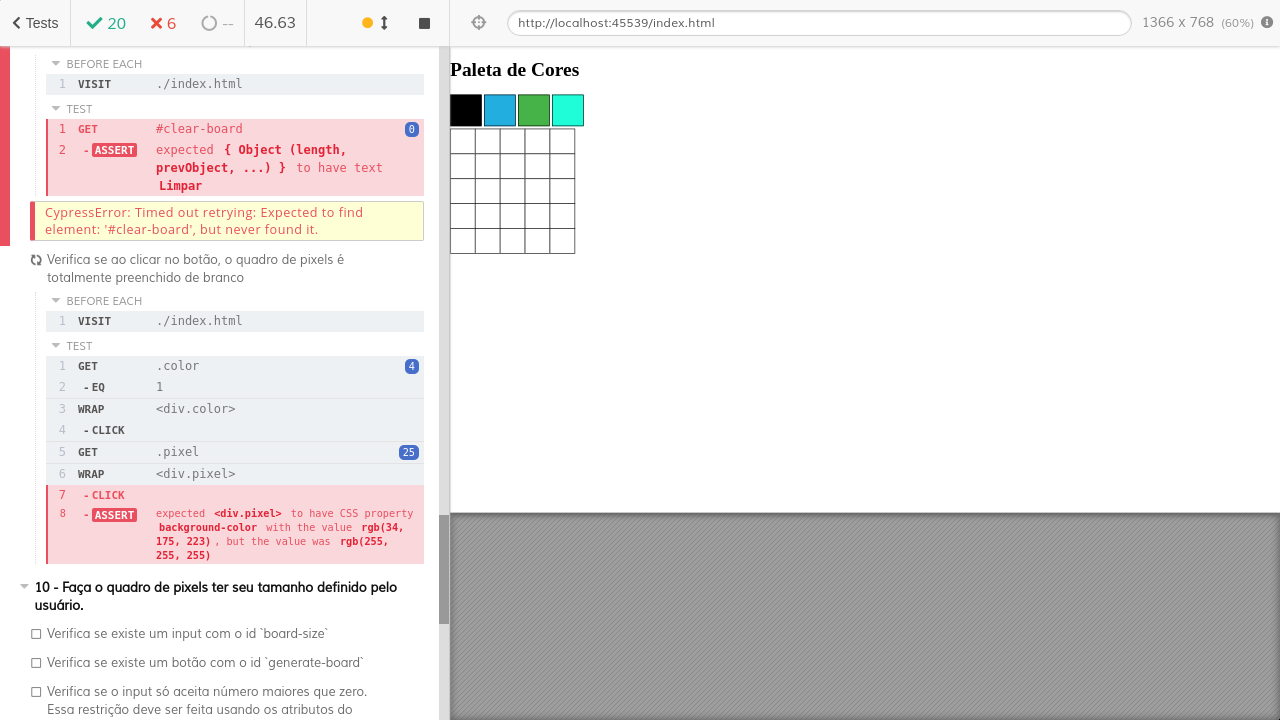 Tests 20 6 -- 46.63 http://localhost:45539/index.html 1366 x 768 (60%)
BEFORE EACH
1 VISIT ./index.html
TEST
1 GET #clear-board 0
2 - ASSERT expected { Object (length,
prevObject, ...) } to have text
Limpar
CypressError: Timed out retrying: Expected to find
element: '#clear-board', but never found it.
Verifica se ao clicar no botão, o quadro de pixels é
totalmente preenchido de branco
BEFORE EACH
1 VISIT ./index.html
TEST
1 GET .color 4
2 - EQ 1
3 WRAP <div.color>
4 - CLICK
5 GET .pixel 25
6 WRAP <div.pixel>
7 - CLICK
8 - ASSERT expected <div.pixel> to have CSS property
background-color with the value rgb(34,
175, 223) , but the value was rgb(255,
255, 255)
10 - Faça o quadro de pixels ter seu tamanho definido pelo
usuário.
Verifica se existe um input com o id `board-size`
Verifica se existe um botão com o id `generate-board`
Verifica se o input só aceita número maiores que zero.
Essa restrição deve ser feita usando os atributos do
Paleta de Cores